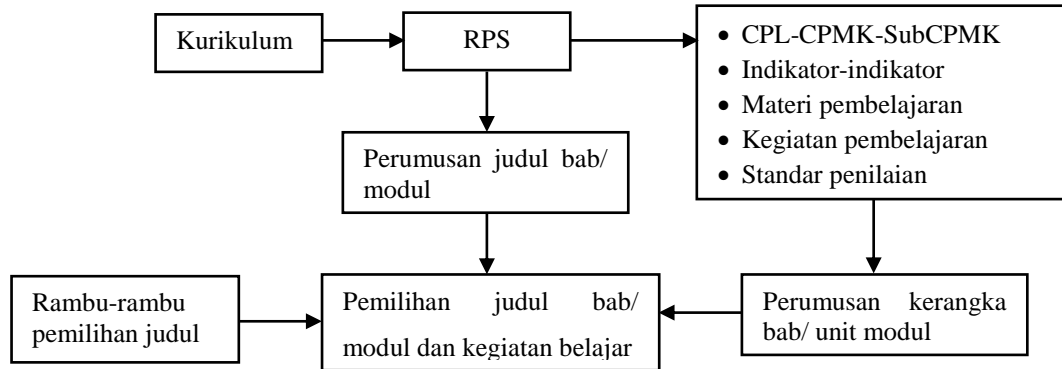 Kurikulum
RPS
• CPL-CPMK-SubCPMK
• Indikator-indikator
• Materi pembelajaran
• Kegiatan pembelajaran
• Standar penilaian
Perumusan judul bab/
modul
Rambu-rambu
pemilihan judul
Pemilihan judul bab/
modul dan kegiatan belajar
Perumusan kerangka
bab/ unit modul